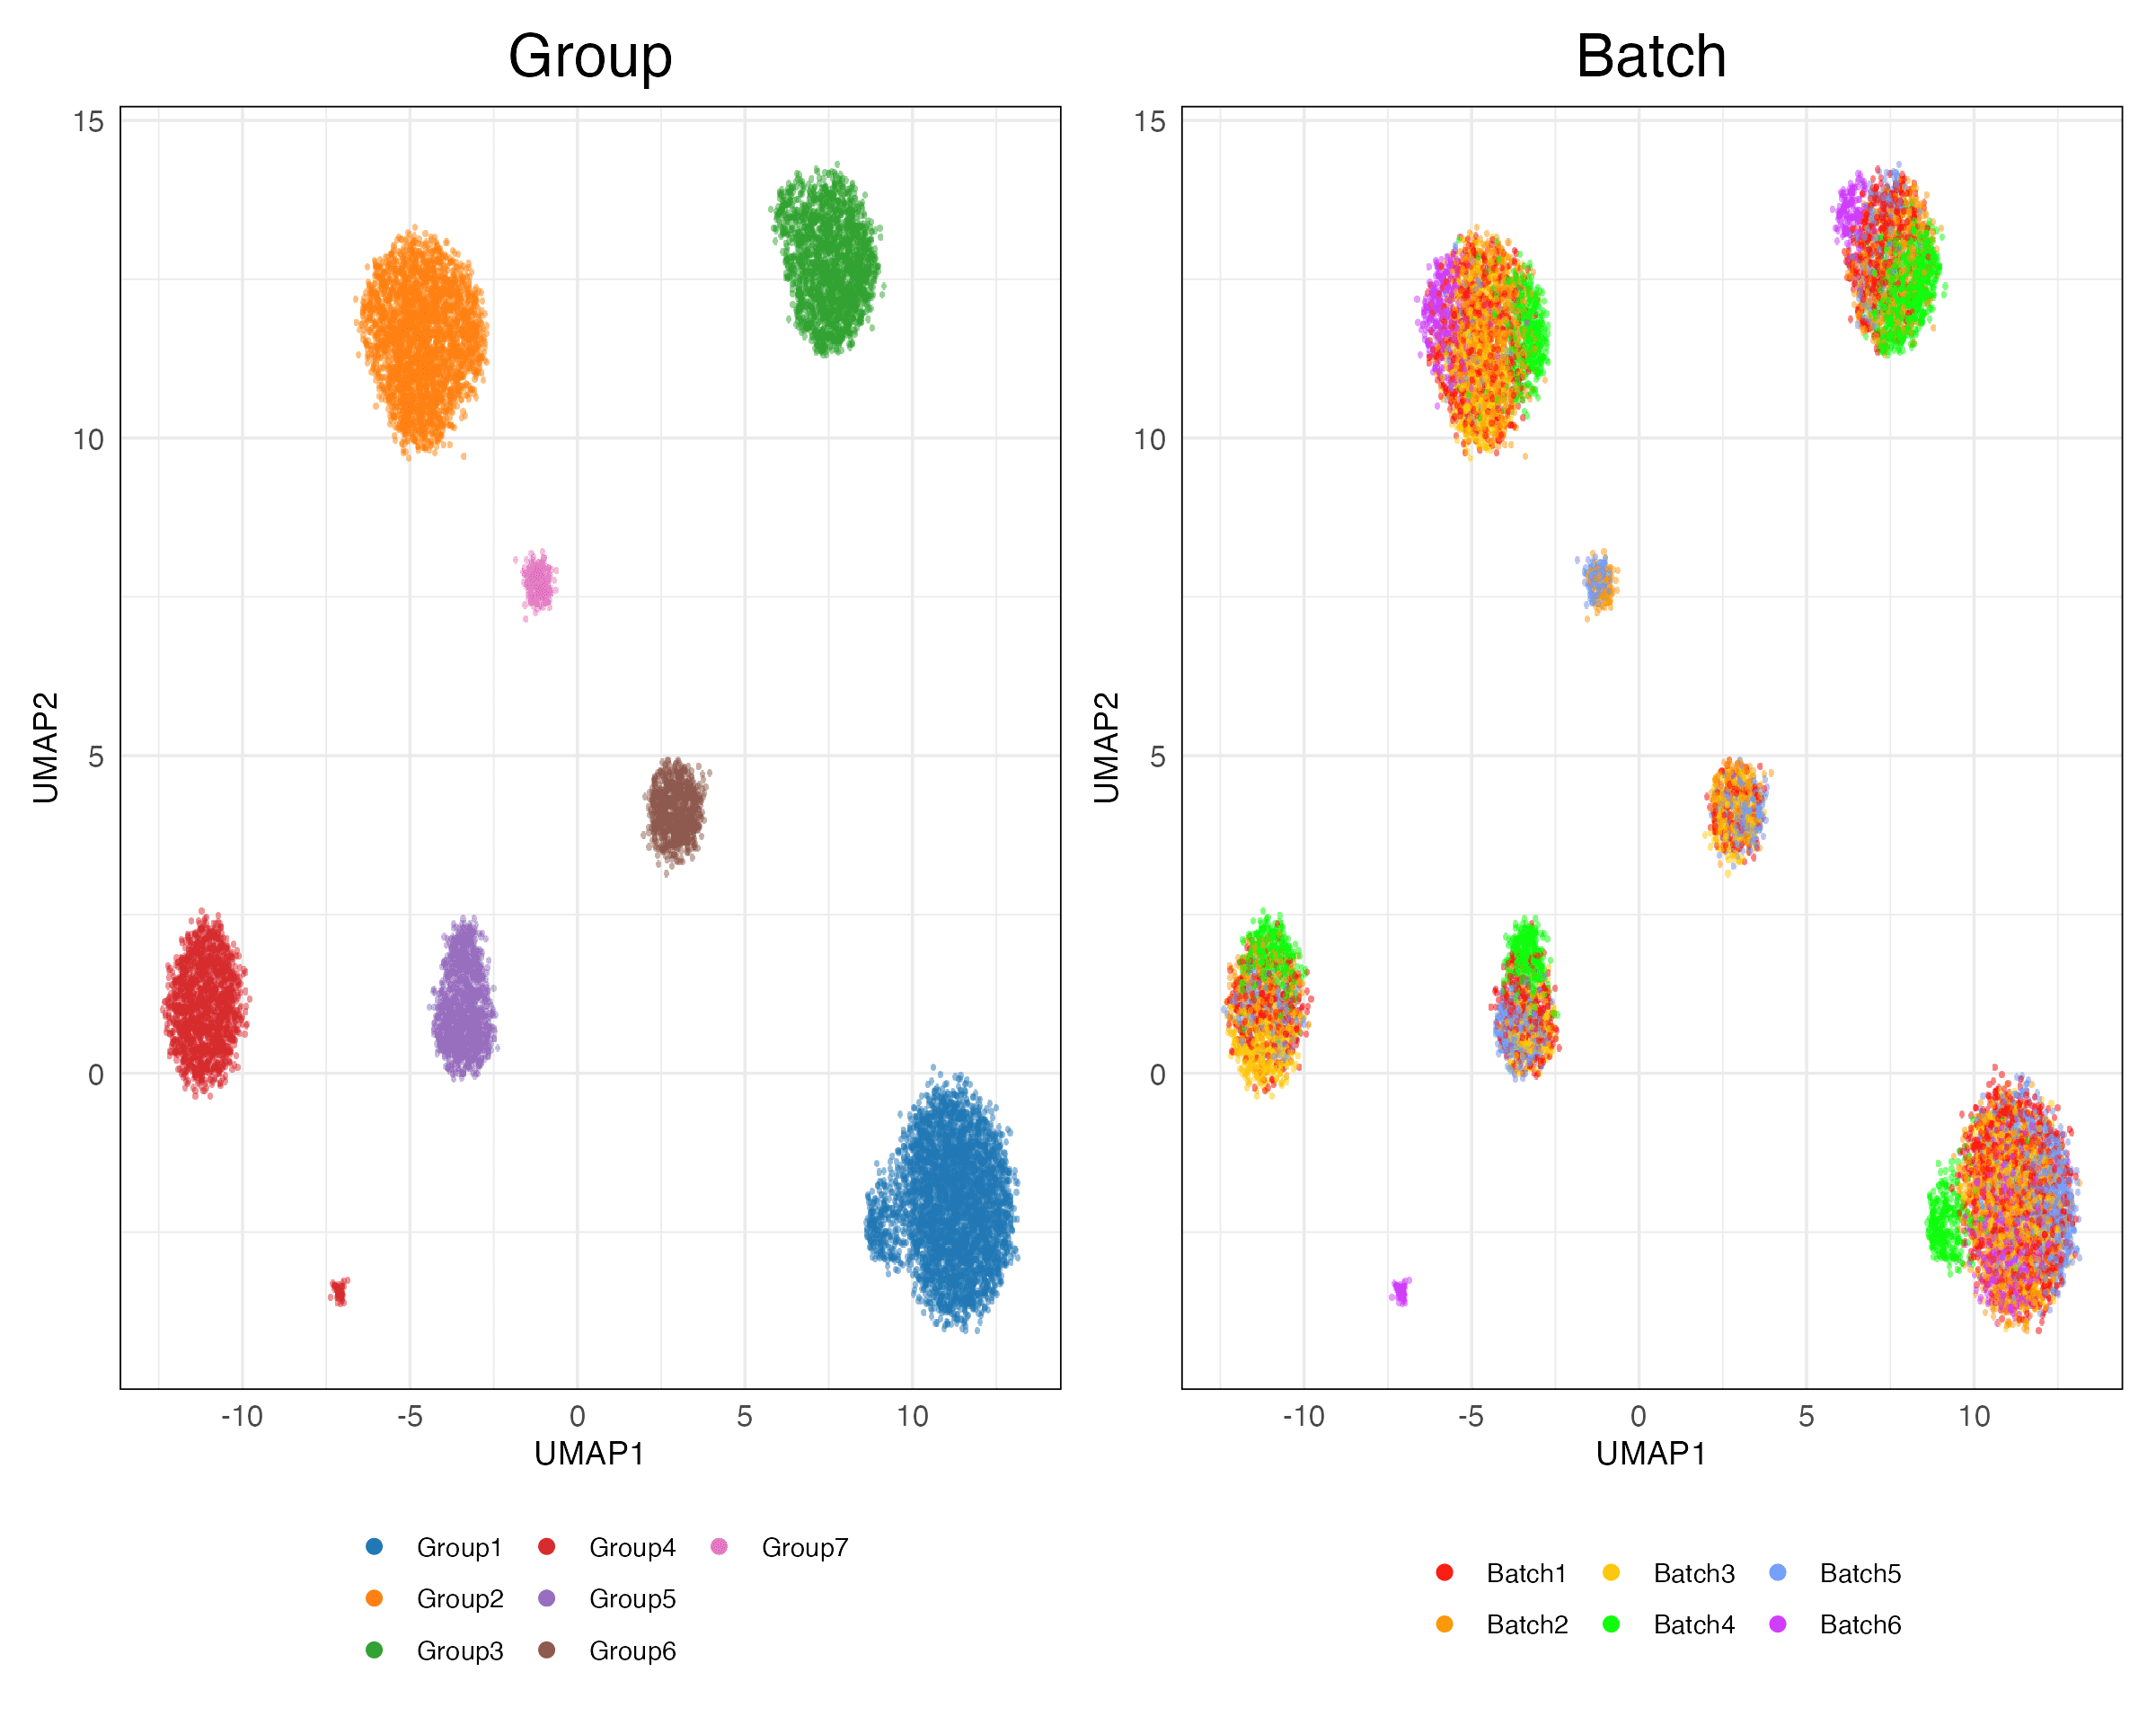 Group
Batch
15
10
5
0
UMAP2
-10 -5 0 5 10
UMAP1
15
10
5
0
UMAP2
-10 -5 0 5 10
UMAP1
Group1 Group4 Group7
Group2 Group5
Group3 Group6
Batch1 Batch3 Batch5
Batch2 Batch4 Batch6